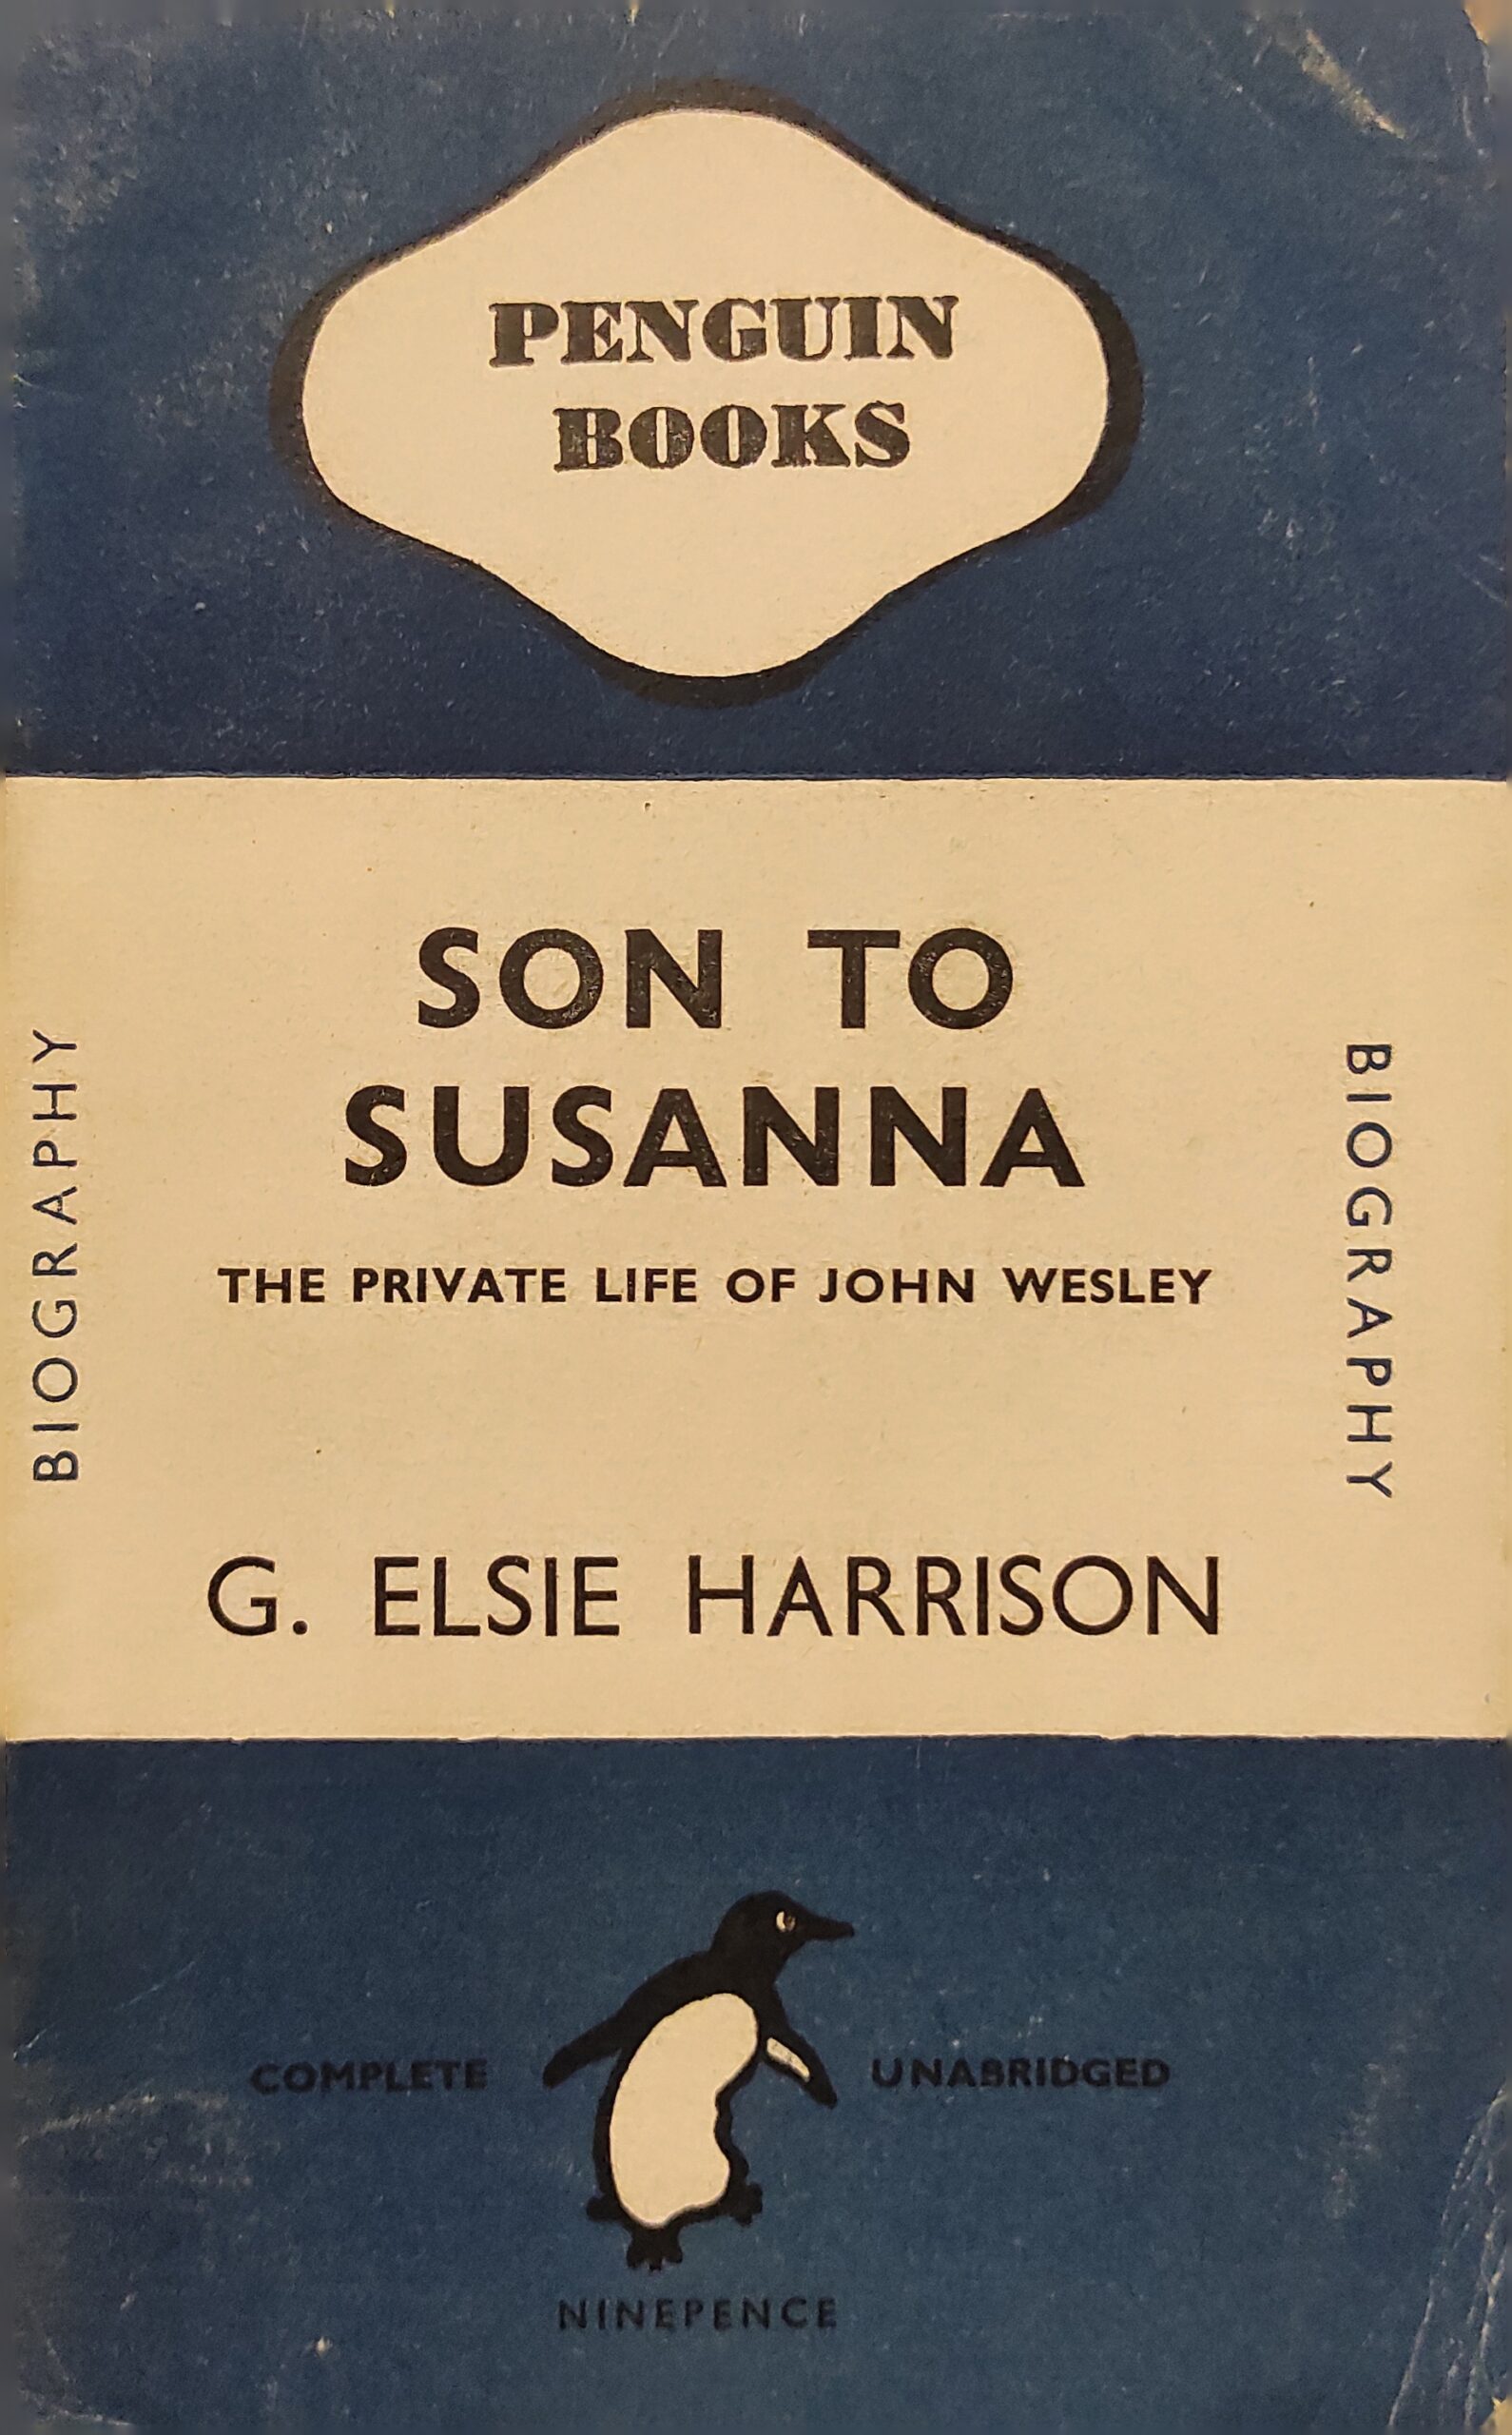 PENGUIN
BOOKS
SON TO
SUSANNA
THE PRIVATE LIFE OF JOHN WESLEY
BIOGRAPHY
BIOGRAPHY
G. ELSIE HARRISON
COMPLETE UNABRIDGED
NINEPENCE